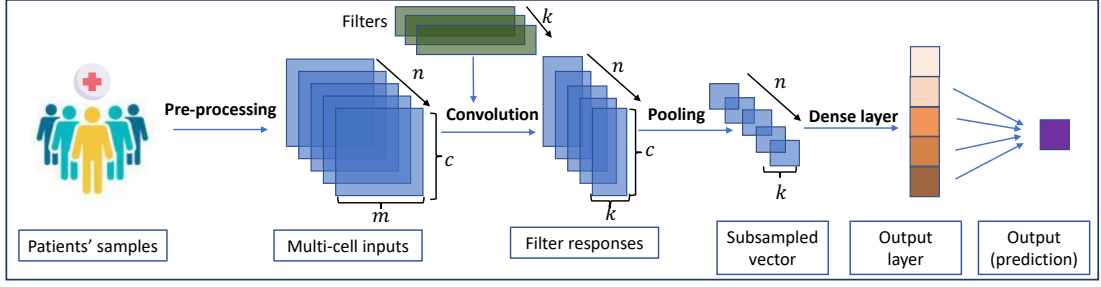 Filters
k
n
n
n
Pre-processing
Convolution
Pooling
Dense layer
c
c
m
k
k
Patients' samples
Multi-cell inputs
Filter responses
Subsampled
vector
Output
layer
Output
(prediction)